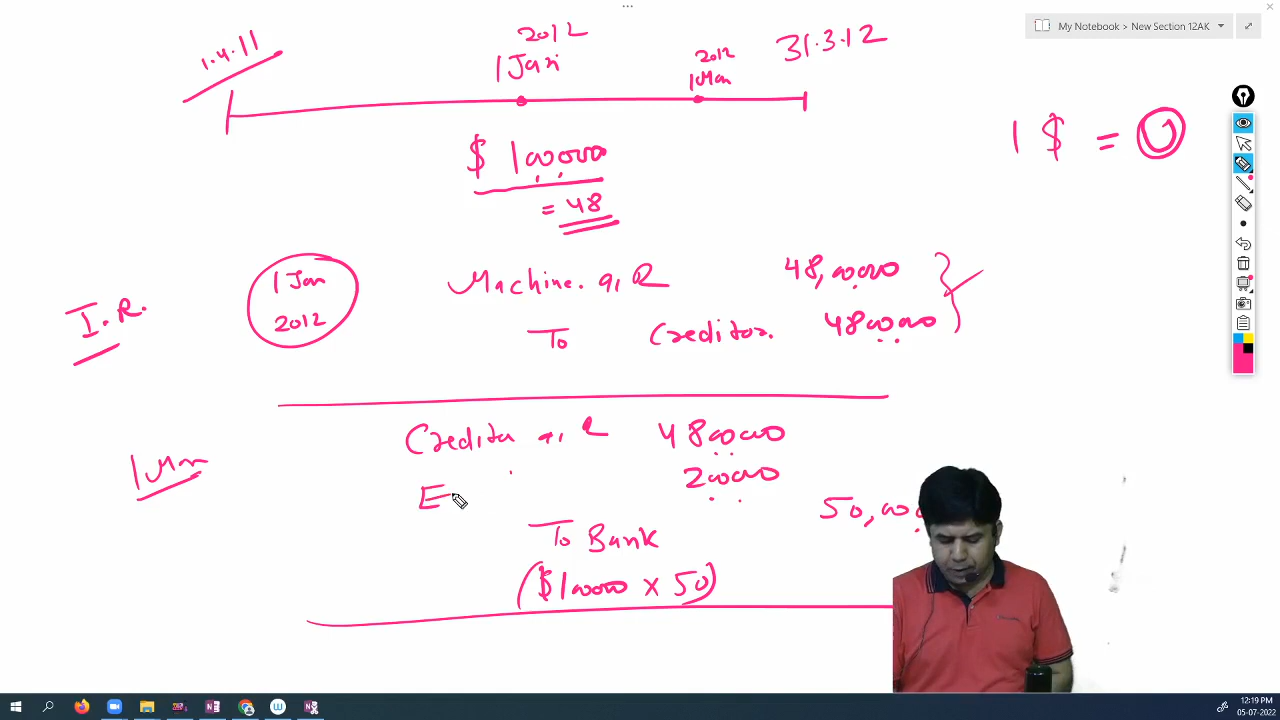 My Notebook > New Section 12AK
1.4.11
2012
1 Jan
2012
1 Mar
31.3.12
1 $ = 0
$ 100000
= 48
I.R.
1 Jan
2012
Machine. a/c
48,00000
To Creditor.
4800000
1 Mar
Creditor a/c
4800000
200000
E
50,00
To Bank
($100000 x 50)
12:19 PM
05-07-2022